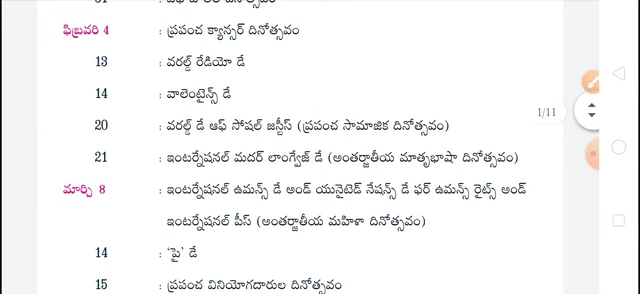 ఫిబ్రవరి 4 : ప్రపంచ క్యాన్సర్ దినోత్సవం
13 : వరల్డ్ రేడియో డే
14 : వాలెంటైన్స్ డే
20 : వరల్డ్ డే ఆఫ్ సోషల్ జస్టిస్ (ప్రపంచ సామాజిక దినోత్సవం)
1/11
21 : ఇంటర్నేషనల్ మదర్ లాంగ్వేజ్ డే (అంతర్జాతీయ మాతృభాషా దినోత్సవం)
మార్చి 8 : ఇంటర్నేషనల్ ఉమన్స్ డే అండ్ యునైటెడ్ నేషన్స్ డే ఫర్ ఉమన్స్ రైట్స్ అండ్
ఇంటర్నేషనల్ పీస్ (అంతర్జాతీయ మహిళా దినోత్సవం)
14 : 'పై' డే
15 : ప్రపంచ వినియోగదారుల దినోత్సవం